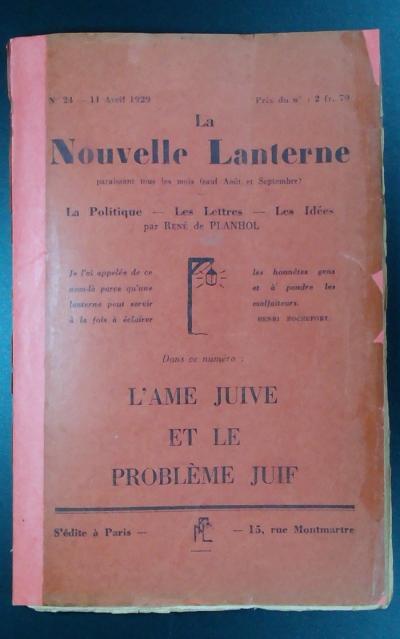 N° 24 — 11 Avril 1929 Prix du n° : 2 fr. 70
La
Nouvelle Lanterne
paraissant tous les mois (sauf Août et Septembre)
La Politique — Les Lettres — Les Idées
par RENÉ de PLANHOL
Je l'ai appelée de ce
nom-là parce qu'une
lanterne peut servir
à la fois à éclairer
les honnêtes gens
et à pendre les
malfaiteurs.
HENRI ROCHEFORT.
Dans ce numéro :
L'AME JUIVE
ET LE
PROBLÈME JUIF
S'édite à Paris — — 15, rue Montmartre